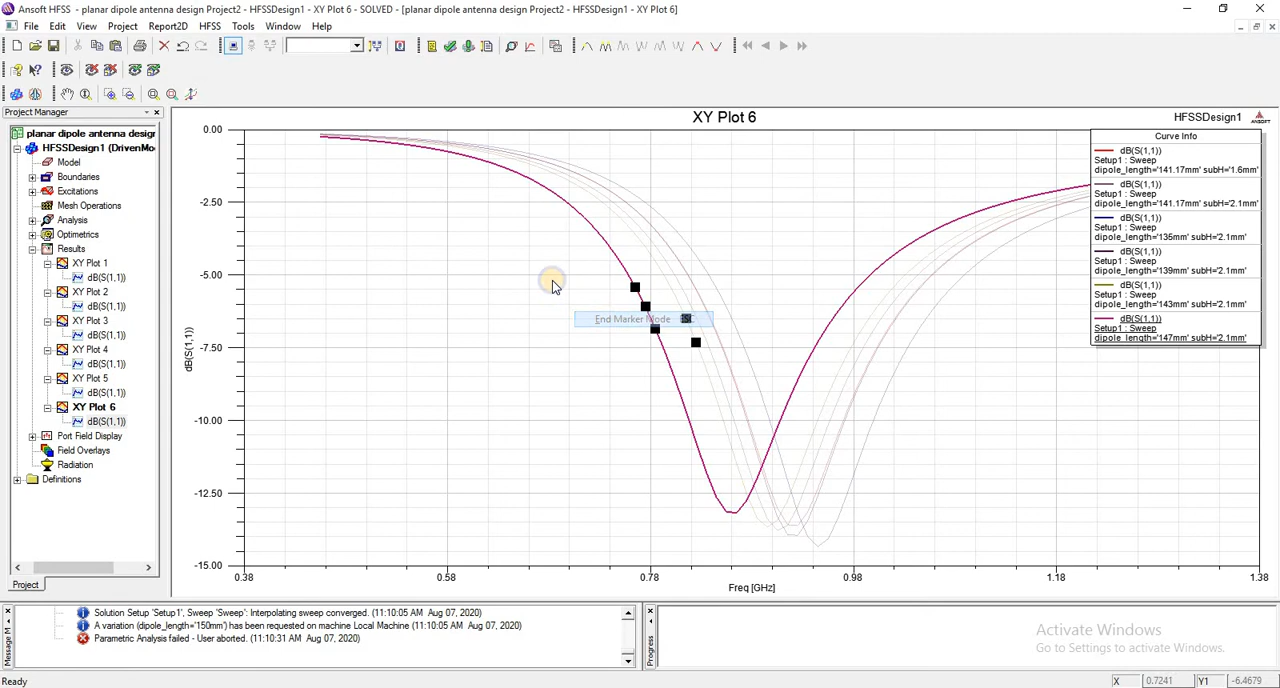 Ansoft HFSS - planar dipole antenna design Project2 - HFSSDesign1 - XY Plot 6 - SOLVED - [planar dipole antenna design Project2 - HFSSDesign1 - XY Plot 6]
File Edit View Project Report2D HFSS Tools Window Help
Project Manager
planar dipole antenna design
HFSSDesign1 (DrivenMo
Model
Boundaries
Excitations
Mesh Operations
Analysis
Optimetrics
Results
XY Plot 1
dB(S(1,1))
XY Plot 2
dB(S(1,1))
XY Plot 3
dB(S(1,1))
XY Plot 4
dB(S(1,1))
XY Plot 5
dB(S(1,1))
XY Plot 6
dB(S(1,1))
Port Field Display
Field Overlays
Radiation
Definitions
Project
XY Plot 6
HFSSDesign1
ANSOFT
Curve Info
dB(S(1,1))
Setup1 : Sweep
dipole_length='141.17mm' subH='1.6mm'
dB(S(1,1))
Setup1 : Sweep
dipole_length='141.17mm' subH='2.1mm'
dB(S(1,1))
Setup1 : Sweep
dipole_length='135mm' subH='2.1mm'
dB(S(1,1))
Setup1 : Sweep
dipole_length='139mm' subH='2.1mm'
dB(S(1,1))
Setup1 : Sweep
dipole_length='143mm' subH='2.1mm'
dB(S(1,1))
Setup1 : Sweep
dipole_length='147mm' subH='2.1mm'
0.00
-2.50
-5.00
-7.50
-10.00
-12.50
-15.00
dB(S(1,1))
End Marker Mode
0.38 0.58 0.78 0.98 1.18 1.38
Freq [GHz]
Message M
Solution Setup 'Setup1', Sweep 'Sweep': Interpolating sweep converged. (11:10:05 AM Aug 07, 2020)
A variation (dipole_length='150mm') has been requested on machine Local Machine (11:10:05 AM Aug 07, 2020)
Parametric Analysis failed - User aborted. (11:10:31 AM Aug 07, 2020)
Progress
Activate Windows
Go to Settings to activate Windows.
Ready
X 0.7241 Y1 -6.4679